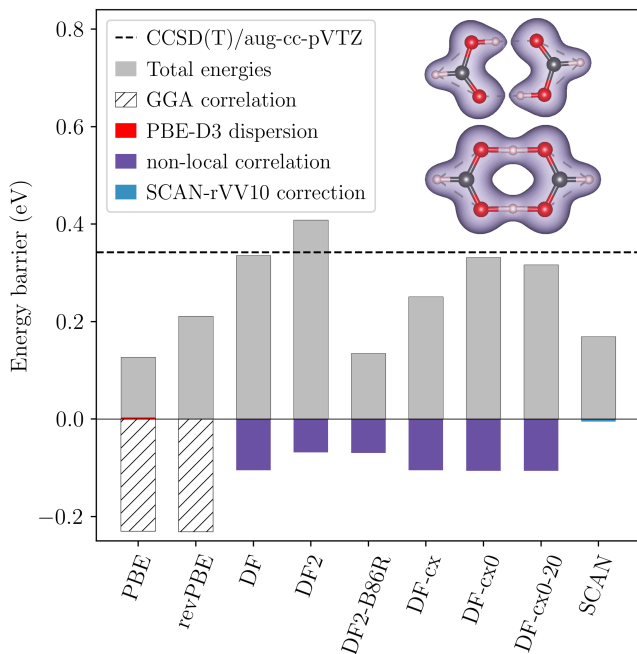 0.8
0.6
0.4
0.2
0.0
−0.2
Energy barrier (eV)
CCSD(T)/aug-cc-pVTZ
Total energies
GGA correlation
PBE-D3 dispersion
non-local correlation
SCAN-rVV10 correction
PBE
revPBE
DF
DF2
DF2-B86R
DF-cx
DF-cx0
DF-cx0-20
SCAN